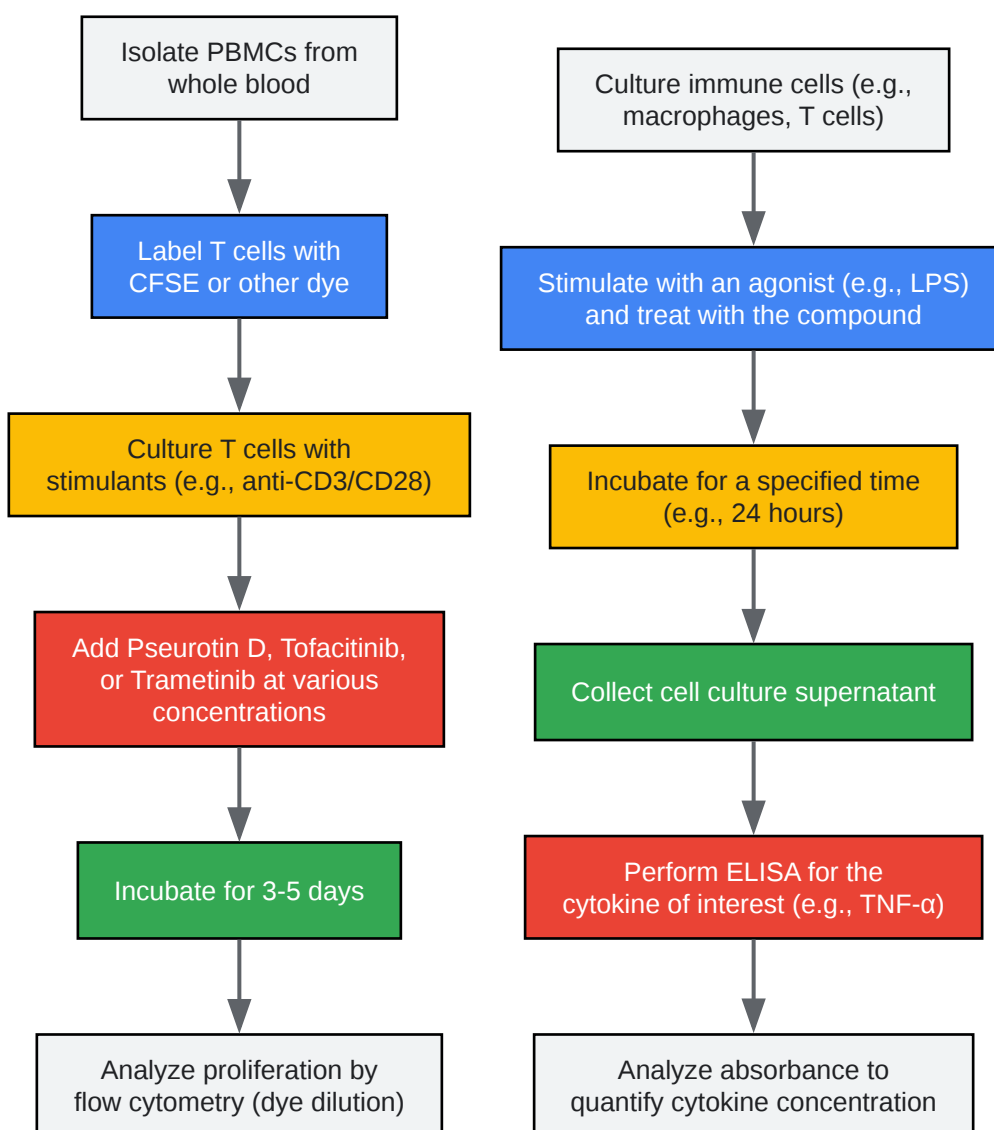 Isolate PBMCs from
whole blood
Label T cells with
CFSE or other dye
Culture T cells with
stimulants (e.g., anti-CD3/CD28)
Add Pseurotin D, Tofacitinib,
or Trametinib at various
concentrations
Incubate for 3-5 days
Analyze proliferation by
flow cytometry (dye dilution)
Culture immune cells (e.g.,
macrophages, T cells)
Stimulate with an agonist (e.g., LPS)
and treat with the compound
Incubate for a specified time
(e.g., 24 hours)
Collect cell culture supernatant
Perform ELISA for the
cytokine of interest (e.g., TNF-α)
Analyze absorbance to
quantify cytokine concentration